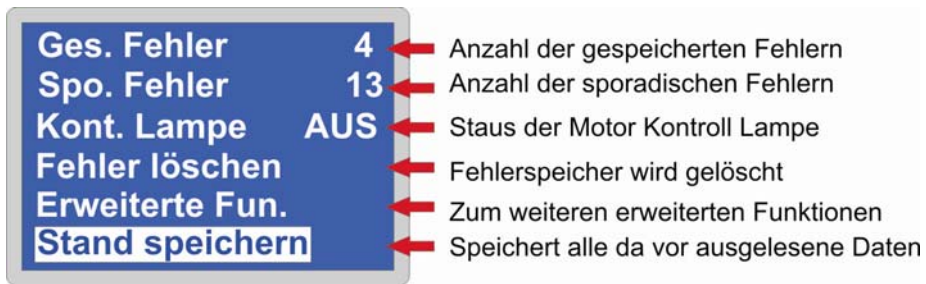 Ges. Fehler 4 Anzahl der gespeicherten Fehlern
Spo. Fehler 13 Anzahl der sporadischen Fehlern
Kont. Lampe AUS Staus der Motor Kontroll Lampe
Fehler löschen Fehlerspeicher wird gelöscht
Erweiterte Fun. Zum weiteren erweiterten Funktionen
Stand speichern Speichert alle da vor ausgelesene Daten